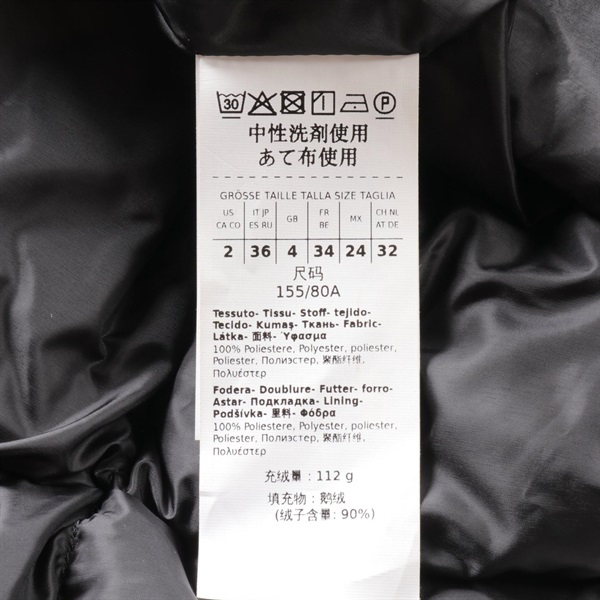 30 P
中性洗剤使用
あて布使用
GRÖSSE TAILLE TALLA SIZE TAGLIA
US CA CO | IT JP ES RU | GB | FR BE | MX | CH NL AT DE
2 | 36 | 4 | 34 | 24 | 32
尺码
155/80A
Tessuto- Tissu- Stoff- tejido-
Tecido- Kumaş- Ткань- Fabric-
Látka- 面料- Ύφασμα
100% Poliestere, Polyester, poliester,
Poliester, Полиэстер, 聚酯纤维,
Πολυέστερ
Fodera- Doublure- Futter- forro-
Astar- Подкладка- Lining-
Podšívka- 里料- Φόδρα
100% Poliestere, Polyester, poliester,
Poliester, Полиэстер, 聚酯纤维,
Πολυέστερ
充绒量：112 g
填充物：鹅绒
(绒子含量: 90%)